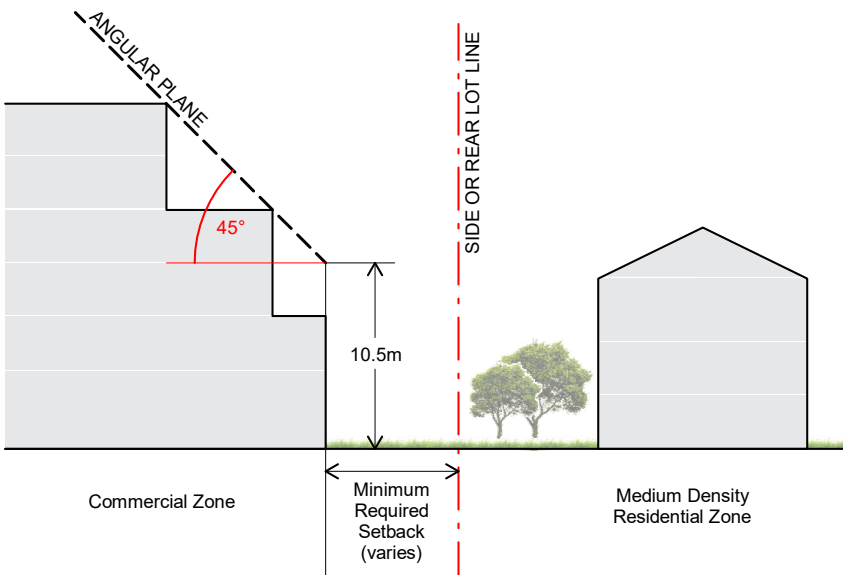 ANGULAR PLANE
SIDE OR REAR LOT LINE
45°
10.5m
Commercial Zone
Minimum
Required
Setback
(varies)
Medium Density
Residential Zone